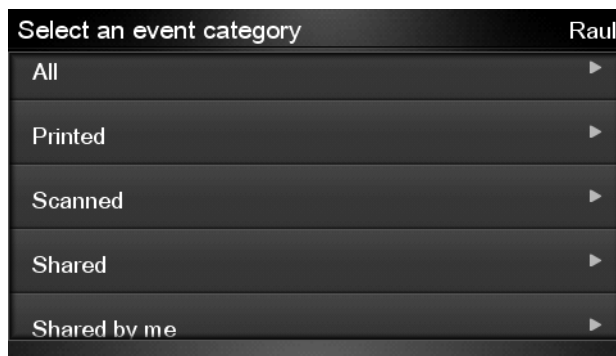 Select an event category Raul
All
Printed
Scanned
Shared
Shared by me